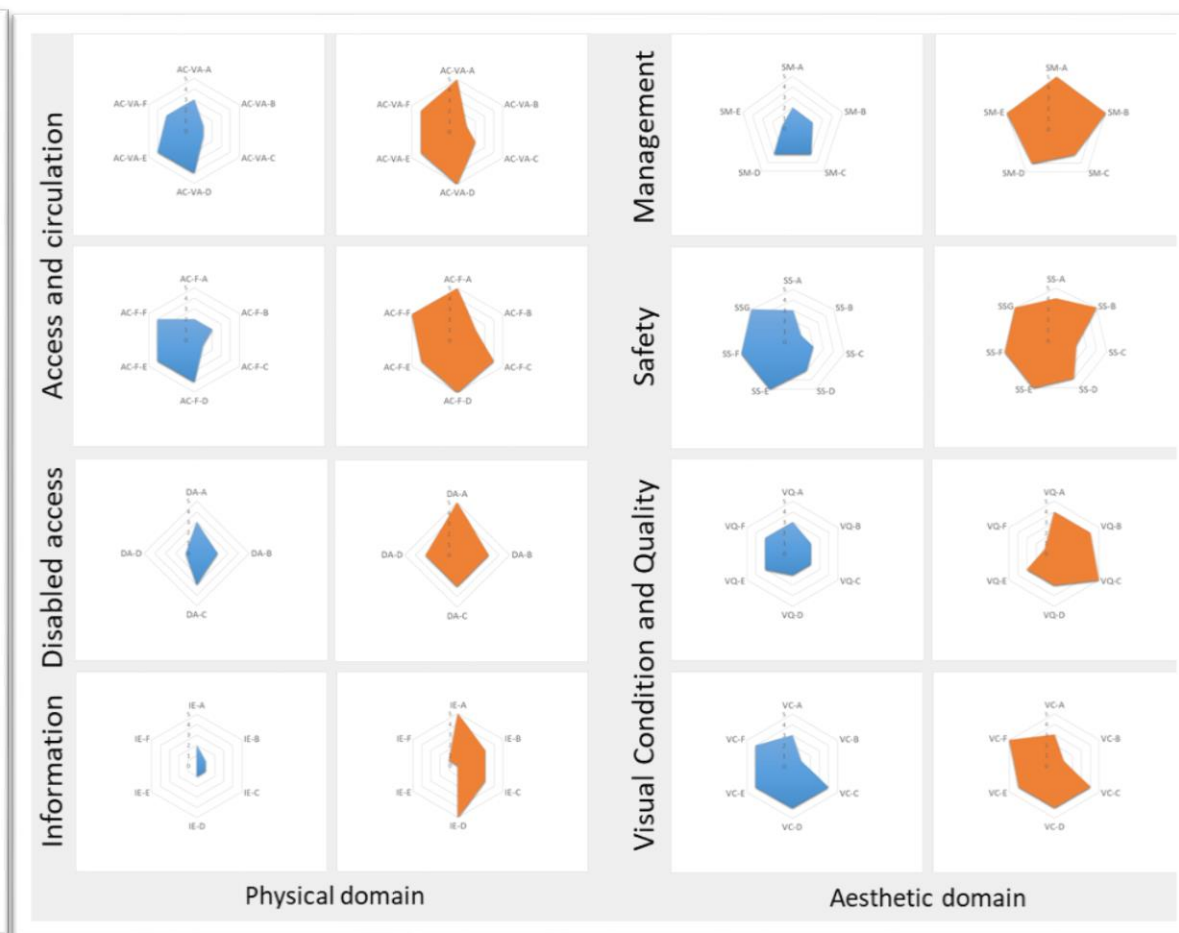 Access and circulation
AC-VA-A
AC-VA-F
AC-VA-B
AC-VA-E
AC-VA-C
AC-VA-D
AC-VA-A
AC-VA-F
AC-VA-B
AC-VA-E
AC-VA-C
AC-VA-D
AC-F-A
AC-F-F
AC-F-B
AC-F-E
AC-F-C
AC-F-D
AC-F-A
AC-F-F
AC-F-B
AC-F-E
AC-F-C
AC-F-D
Disabled access
DA-A
DA-D
DA-B
DA-C
DA-A
DA-D
DA-B
DA-C
Information
IE-A
IE-F
IE-B
IE-E
IE-C
IE-D
IE-A
IE-F
IE-B
IE-E
IE-C
IE-D
Physical domain
Management
SM-A
SM-E
SM-B
SM-D
SM-C
SM-A
SM-E
SM-B
SM-D
SM-C
Safety
SS-A
SSG
SS-B
SS-F
SS-C
SS-E
SS-D
SS-A
SSG
SS-B
SS-F
SS-C
SS-E
SS-D
Visual Condition and Quality
VQ-A
VQ-F
VQ-B
VQ-E
VQ-C
VQ-D
VQ-A
VQ-F
VQ-B
VQ-E
VQ-C
VQ-D
VC-A
VC-F
VC-B
VC-E
VC-C
VC-D
VC-A
VC-F
VC-B
VC-E
VC-C
VC-D
Aesthetic domain